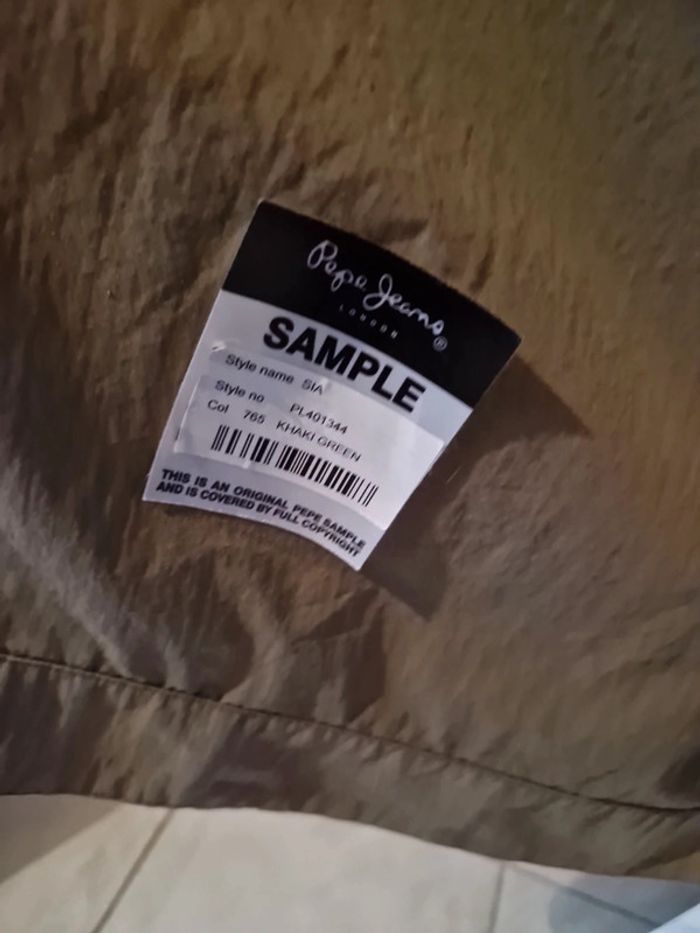 Pepe Jeans
LONDON
SAMPLE
Style name SIA
Style no PL401344
Col 765 KHAKI GREEN
THIS IS AN ORIGINAL PEPE SAMPLE
AND IS COVERED BY FULL COPYRIGHT